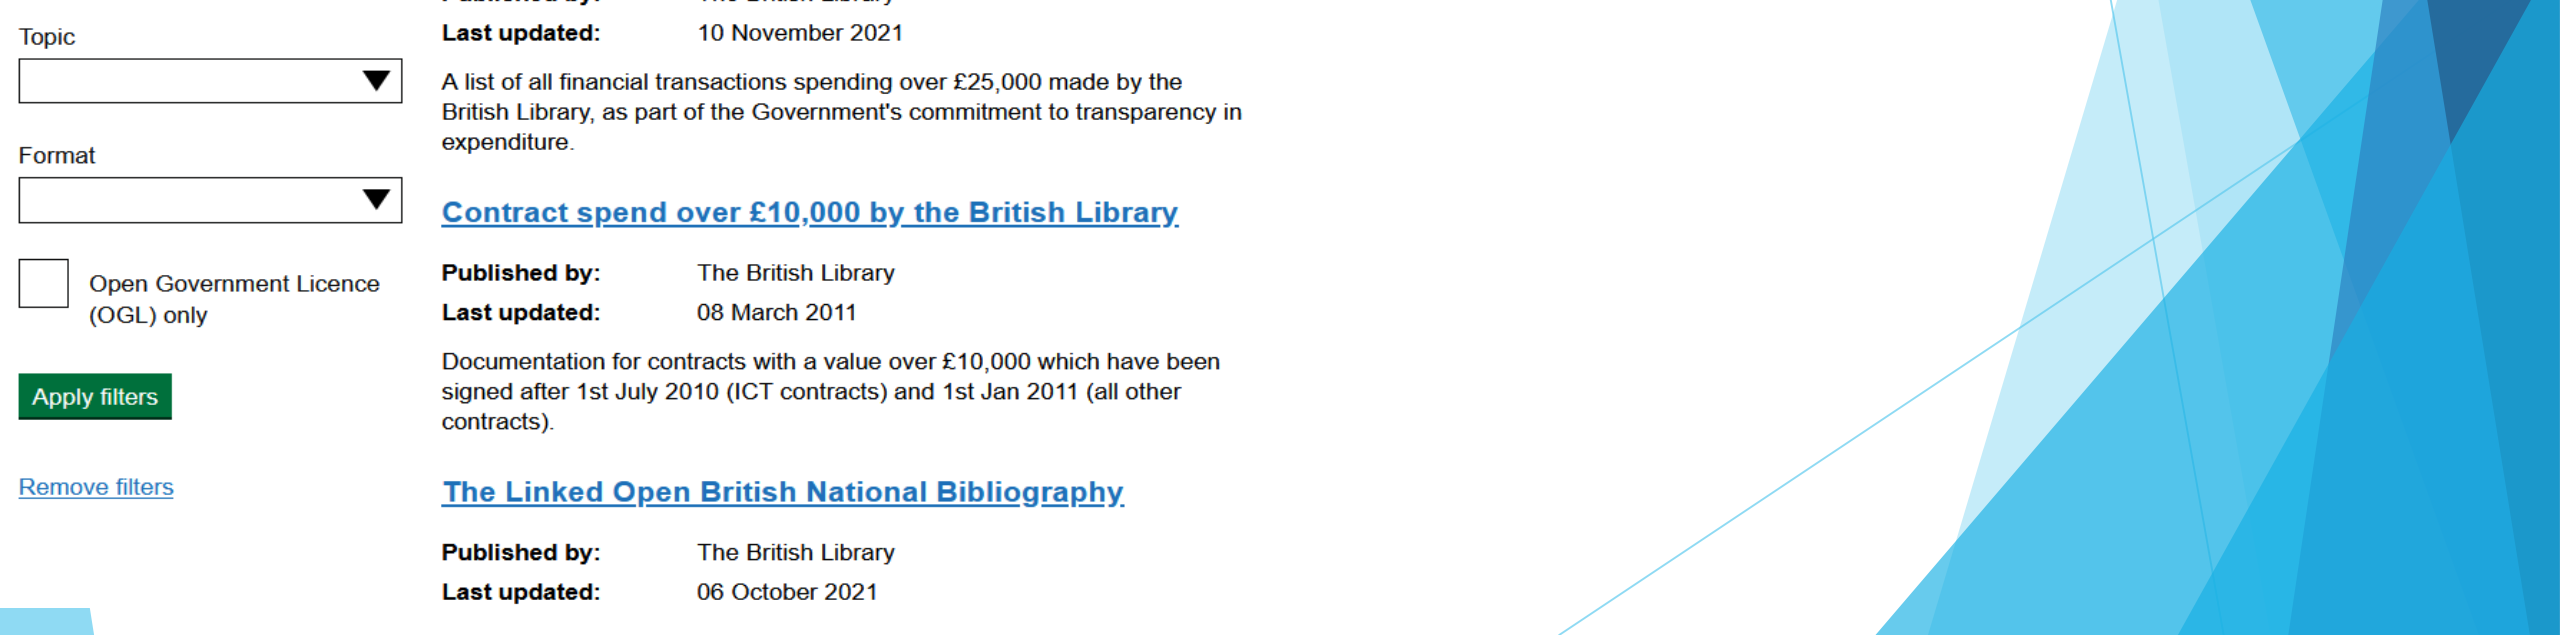 Topic
Format
Open Government Licence
(OGL) only
Apply filters
Remove filters
Published by: The British Library
Last updated: 10 November 2021
A list of all financial transactions spending over £25,000 made by the
British Library, as part of the Government's commitment to transparency in
expenditure.
Contract spend over £10,000 by the British Library
Published by: The British Library
Last updated: 08 March 2011
Documentation for contracts with a value over £10,000 which have been
signed after 1st July 2010 (ICT contracts) and 1st Jan 2011 (all other
contracts).
The Linked Open British National Bibliography
Published by: The British Library
Last updated: 06 October 2021